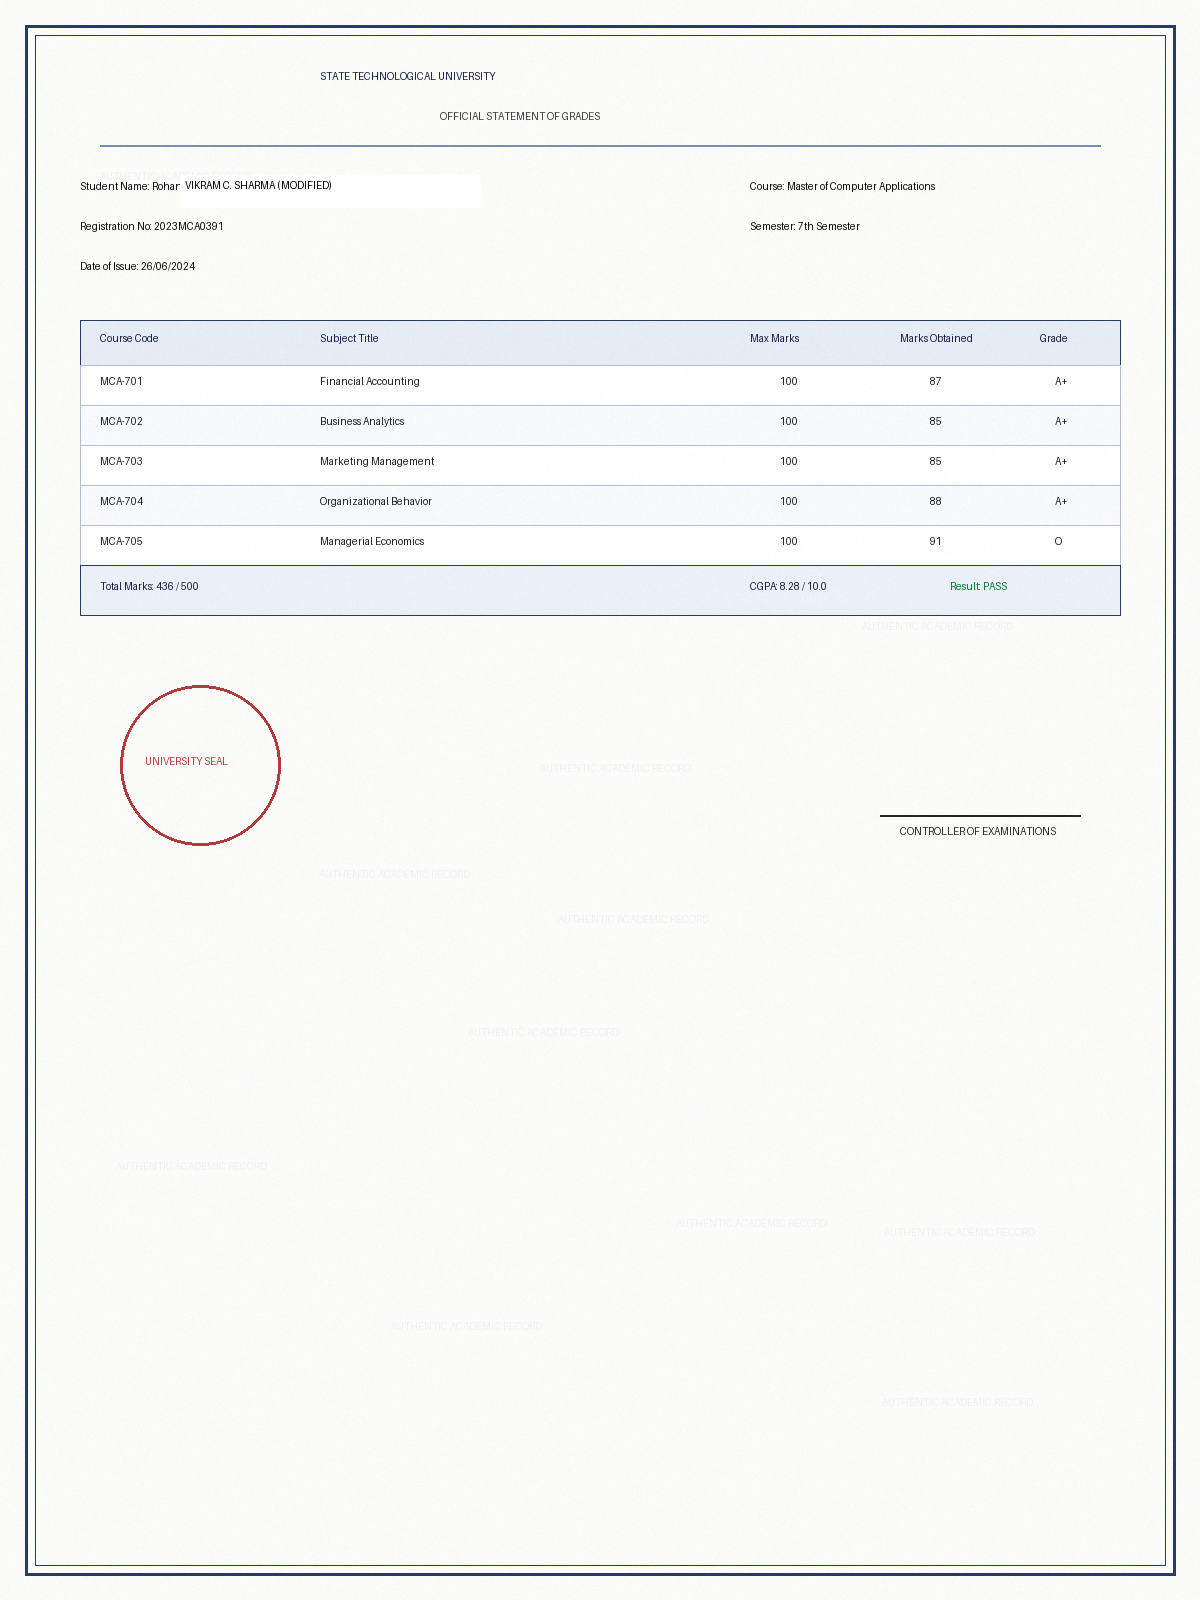 STATE TECHNOLOGICAL UNIVERSITY
OFFICIAL STATEMENT OF GRADES
AUTHENTIC ACADEMIC RECORD
Student Name: Rohan VIKRAM C. SHARMA (MODIFIED) Course: Master of Computer Applications
Registration No: 2023MCA0391 Semester: 7th Semester
Date of Issue: 26/06/2024
Course Code Subject Title Max Marks Marks Obtained Grade
MCA-701 Financial Accounting 100 87 A+
MCA-702 Business Analytics 100 85 A+
MCA-703 Marketing Management 100 85 A+
MCA-704 Organizational Behavior 100 88 A+
MCA-705 Managerial Economics 100 91 O
Total Marks: 436 / 500 CGPA: 8.28 / 10.0 Result: PASS
AUTHENTIC ACADEMIC RECORD
UNIVERSITY SEAL
AUTHENTIC ACADEMIC RECORD
CONTROLLER OF EXAMINATIONS
AUTHENTIC ACADEMIC RECORD
AUTHENTIC ACADEMIC RECORD
AUTHENTIC ACADEMIC RECORD
AUTHENTIC ACADEMIC RECORD
AUTHENTIC ACADEMIC RECORD
AUTHENTIC ACADEMIC RECORD
AUTHENTIC ACADEMIC RECORD
AUTHENTIC ACADEMIC RECORD